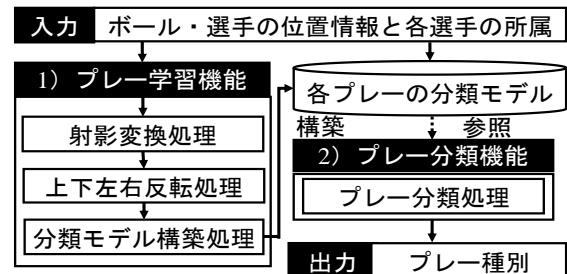 入力 ボール・選手の位置情報と各選手の所属
1) プレー学習機能
射影変換処理
上下左右反転処理
分類モデル構築処理
各プレーの分類モデル
構築 参照
2) プレー分類機能
プレー分類処理
出力 プレー種別